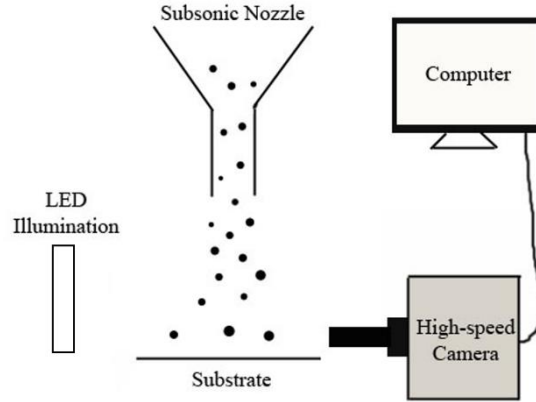 Subsonic Nozzle
Computer
LED
Illumination
High-speed
Camera
Substrate